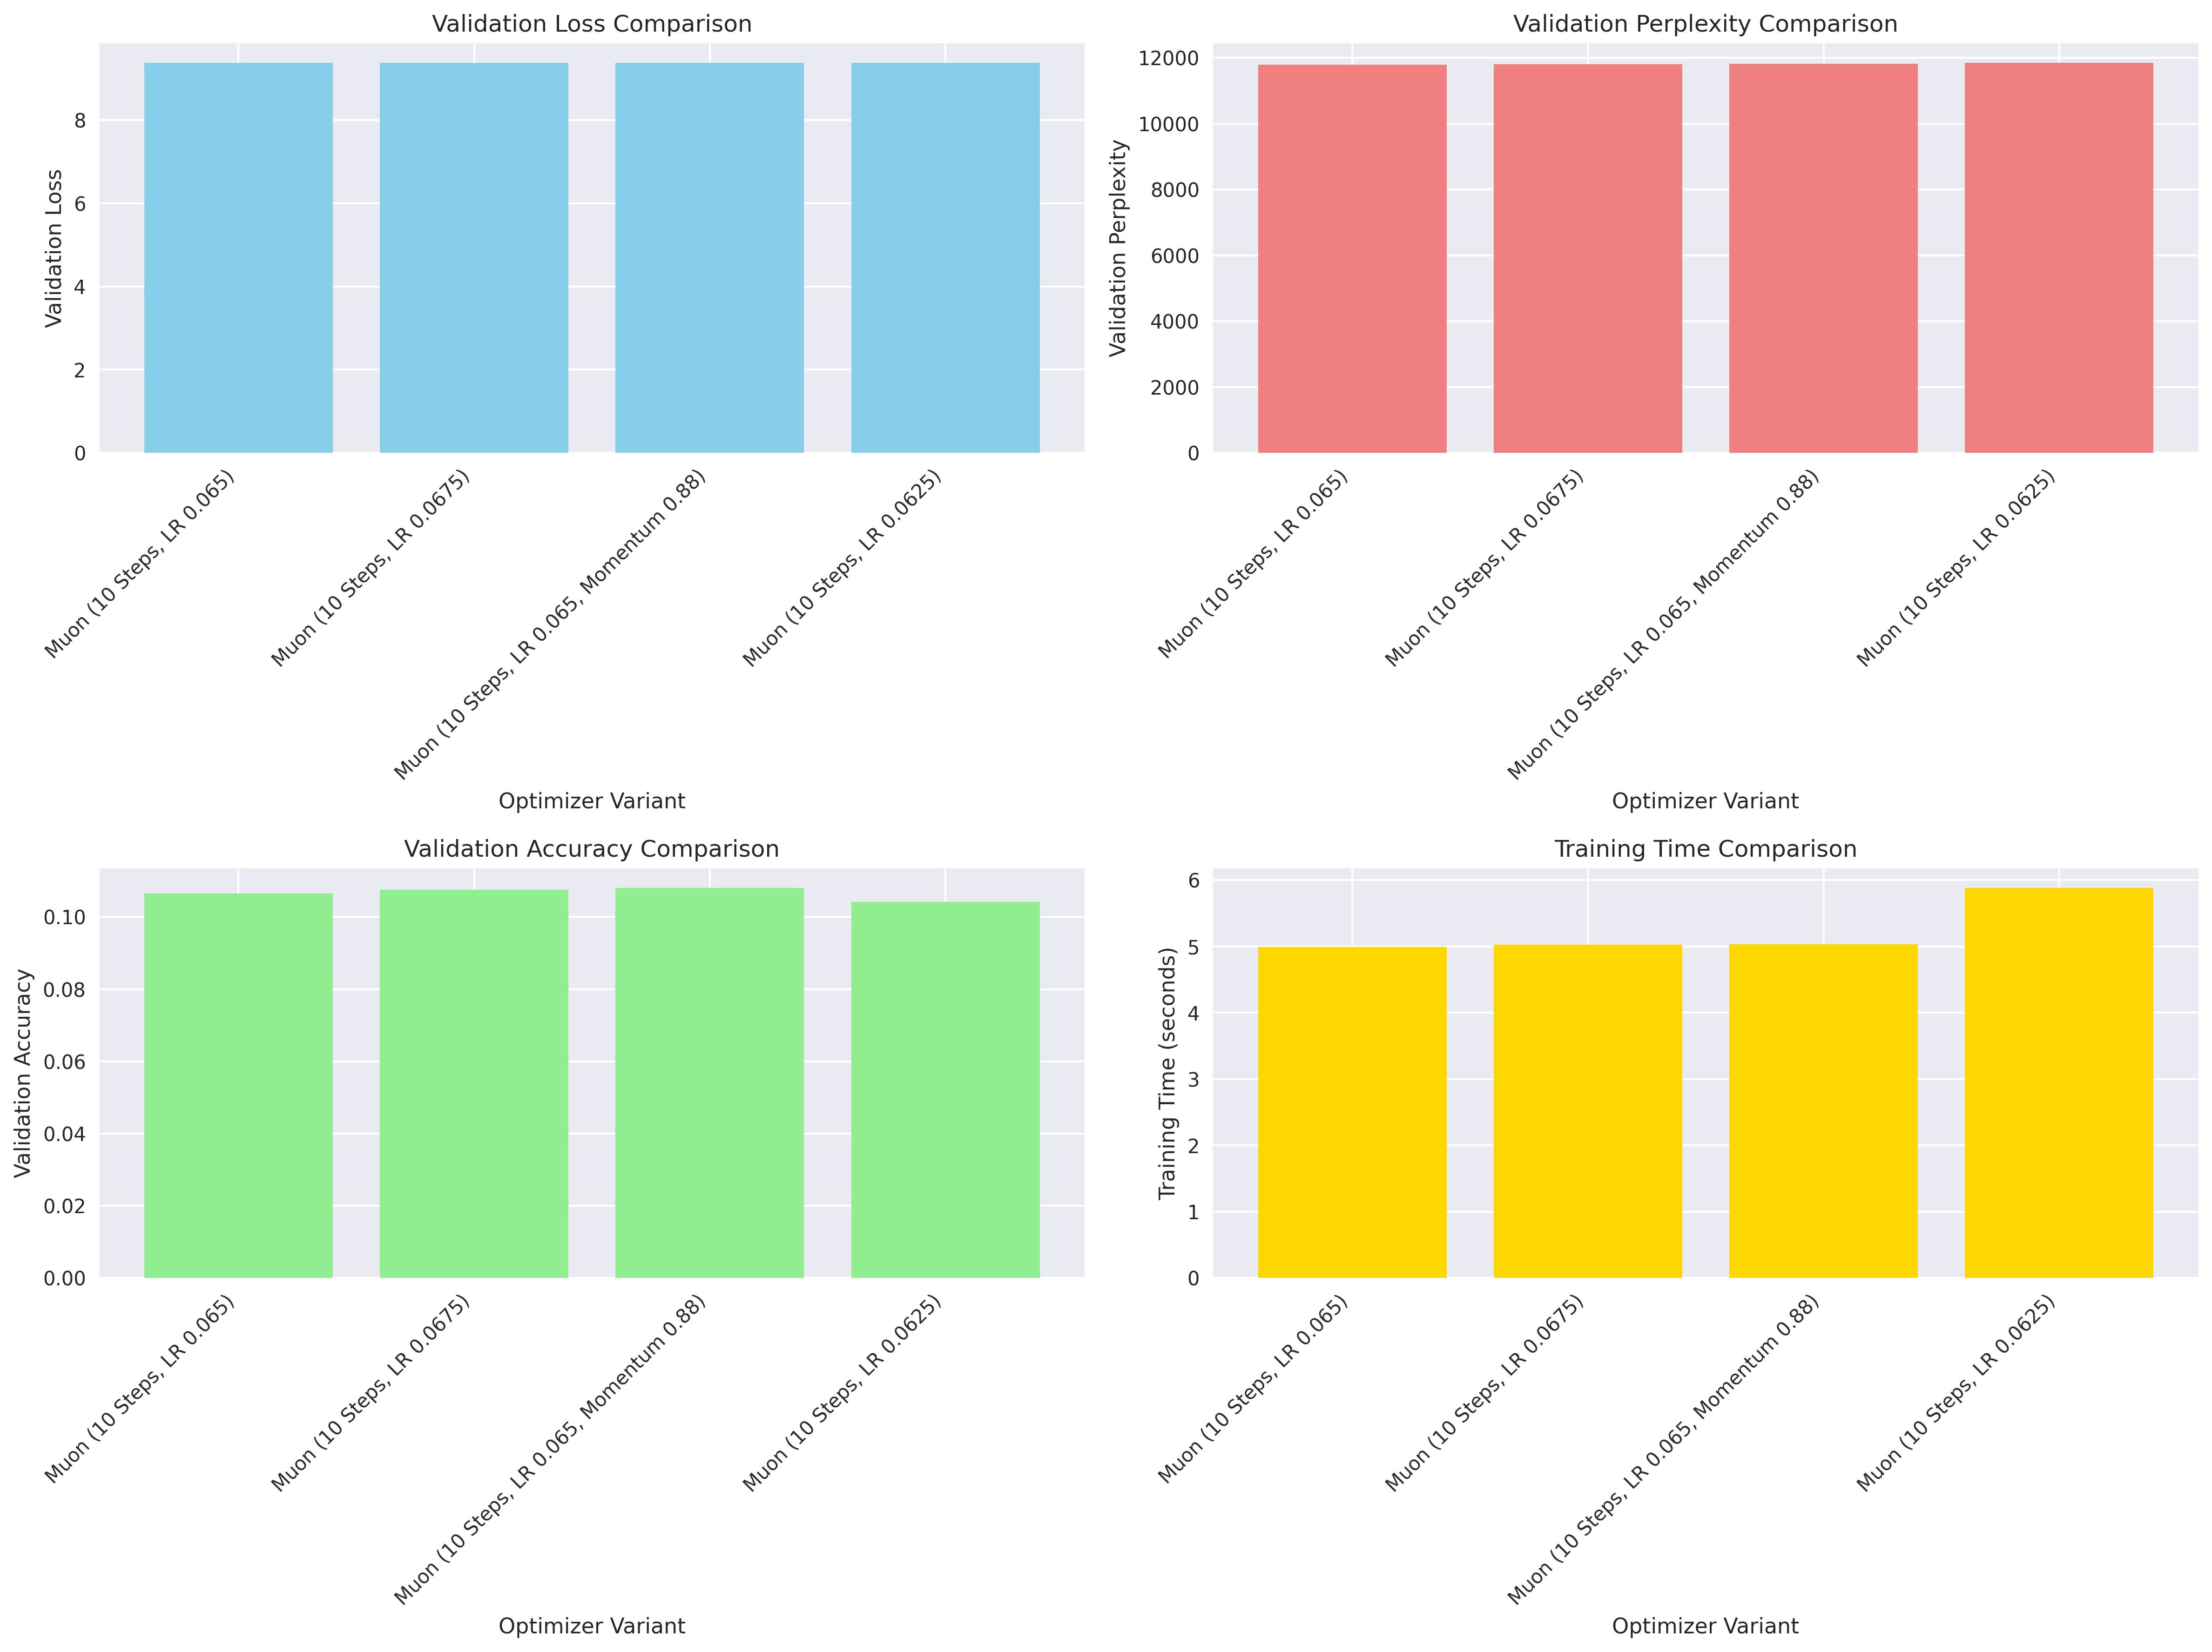 Validation Loss Comparison
Validation Loss
8
6
4
2
0
Muon (10 Steps, LR 0.065)
Muon (10 Steps, LR 0.0675)
Muon (10 Steps, LR 0.065, Momentum 0.88)
Muon (10 Steps, LR 0.0625)
Optimizer Variant
Validation Perplexity Comparison
Validation Perplexity
12000
10000
8000
6000
4000
2000
0
Muon (10 Steps, LR 0.065)
Muon (10 Steps, LR 0.0675)
Muon (10 Steps, LR 0.065, Momentum 0.88)
Muon (10 Steps, LR 0.0625)
Optimizer Variant
Validation Accuracy Comparison
Validation Accuracy
0.10
0.08
0.06
0.04
0.02
0.00
Muon (10 Steps, LR 0.065)
Muon (10 Steps, LR 0.0675)
Muon (10 Steps, LR 0.065, Momentum 0.88)
Muon (10 Steps, LR 0.0625)
Optimizer Variant
Training Time Comparison
Training Time (seconds)
6
5
4
3
2
1
0
Muon (10 Steps, LR 0.065)
Muon (10 Steps, LR 0.0675)
Muon (10 Steps, LR 0.065, Momentum 0.88)
Muon (10 Steps, LR 0.0625)
Optimizer Variant